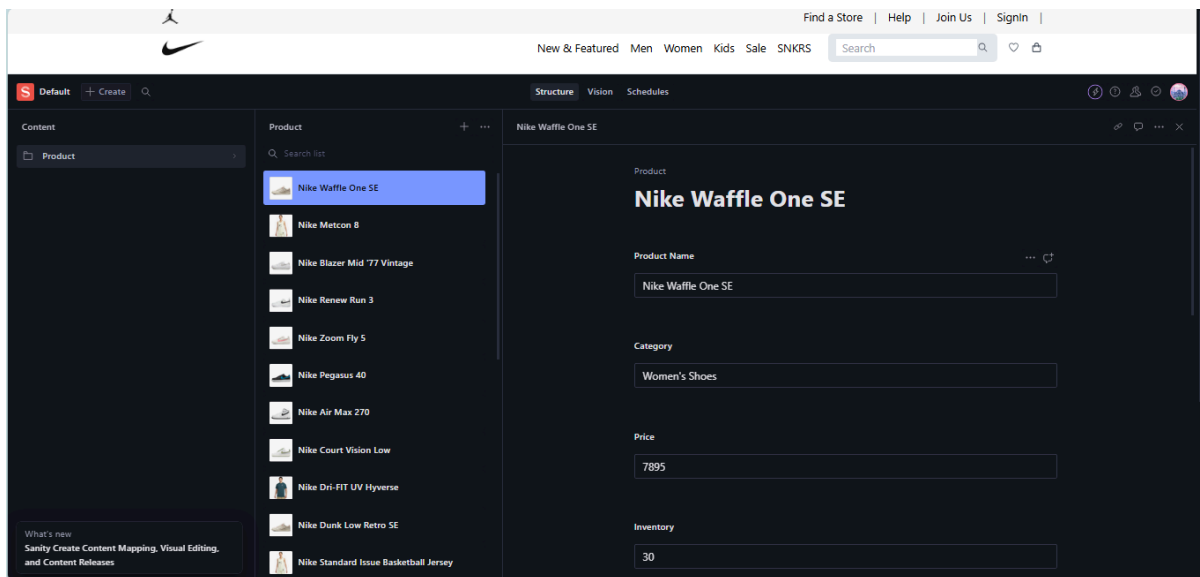 Find a Store | Help | Join Us | SignIn |
New & Featured Men Women Kids Sale SNKRS Search
S Default + Create Structure Vision Schedules
Content
Product
Product
Search list
Nike Waffle One SE
Nike Metcon 8
Nike Blazer Mid '77 Vintage
Nike Renew Run 3
Nike Zoom Fly 5
Nike Pegasus 40
Nike Air Max 270
Nike Court Vision Low
Nike Dri-FIT UV Hyverse
Nike Dunk Low Retro SE
Nike Standard Issue Basketball Jersey
Nike Waffle One SE
Product
Nike Waffle One SE
Product Name
Nike Waffle One SE
Category
Women's Shoes
Price
7895
Inventory
30
What's new
Sanity Create Content Mapping, Visual Editing,
and Content Releases